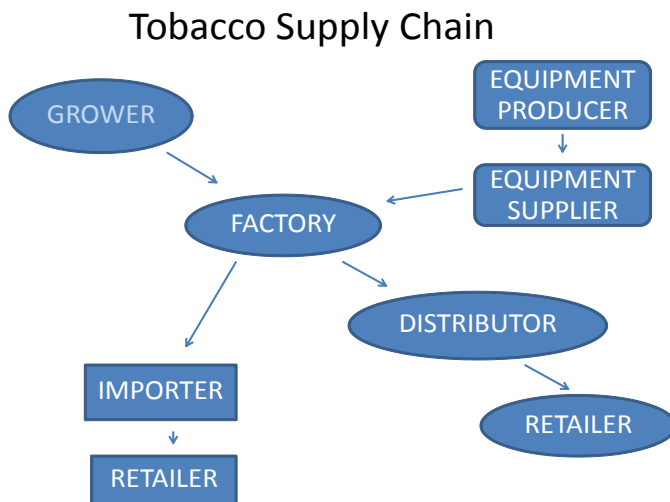 Tobacco Supply Chain
GROWER
EQUIPMENT
PRODUCER
EQUIPMENT
SUPPLIER
FACTORY
DISTRIBUTOR
IMPORTER
RETAILER
RETAILER